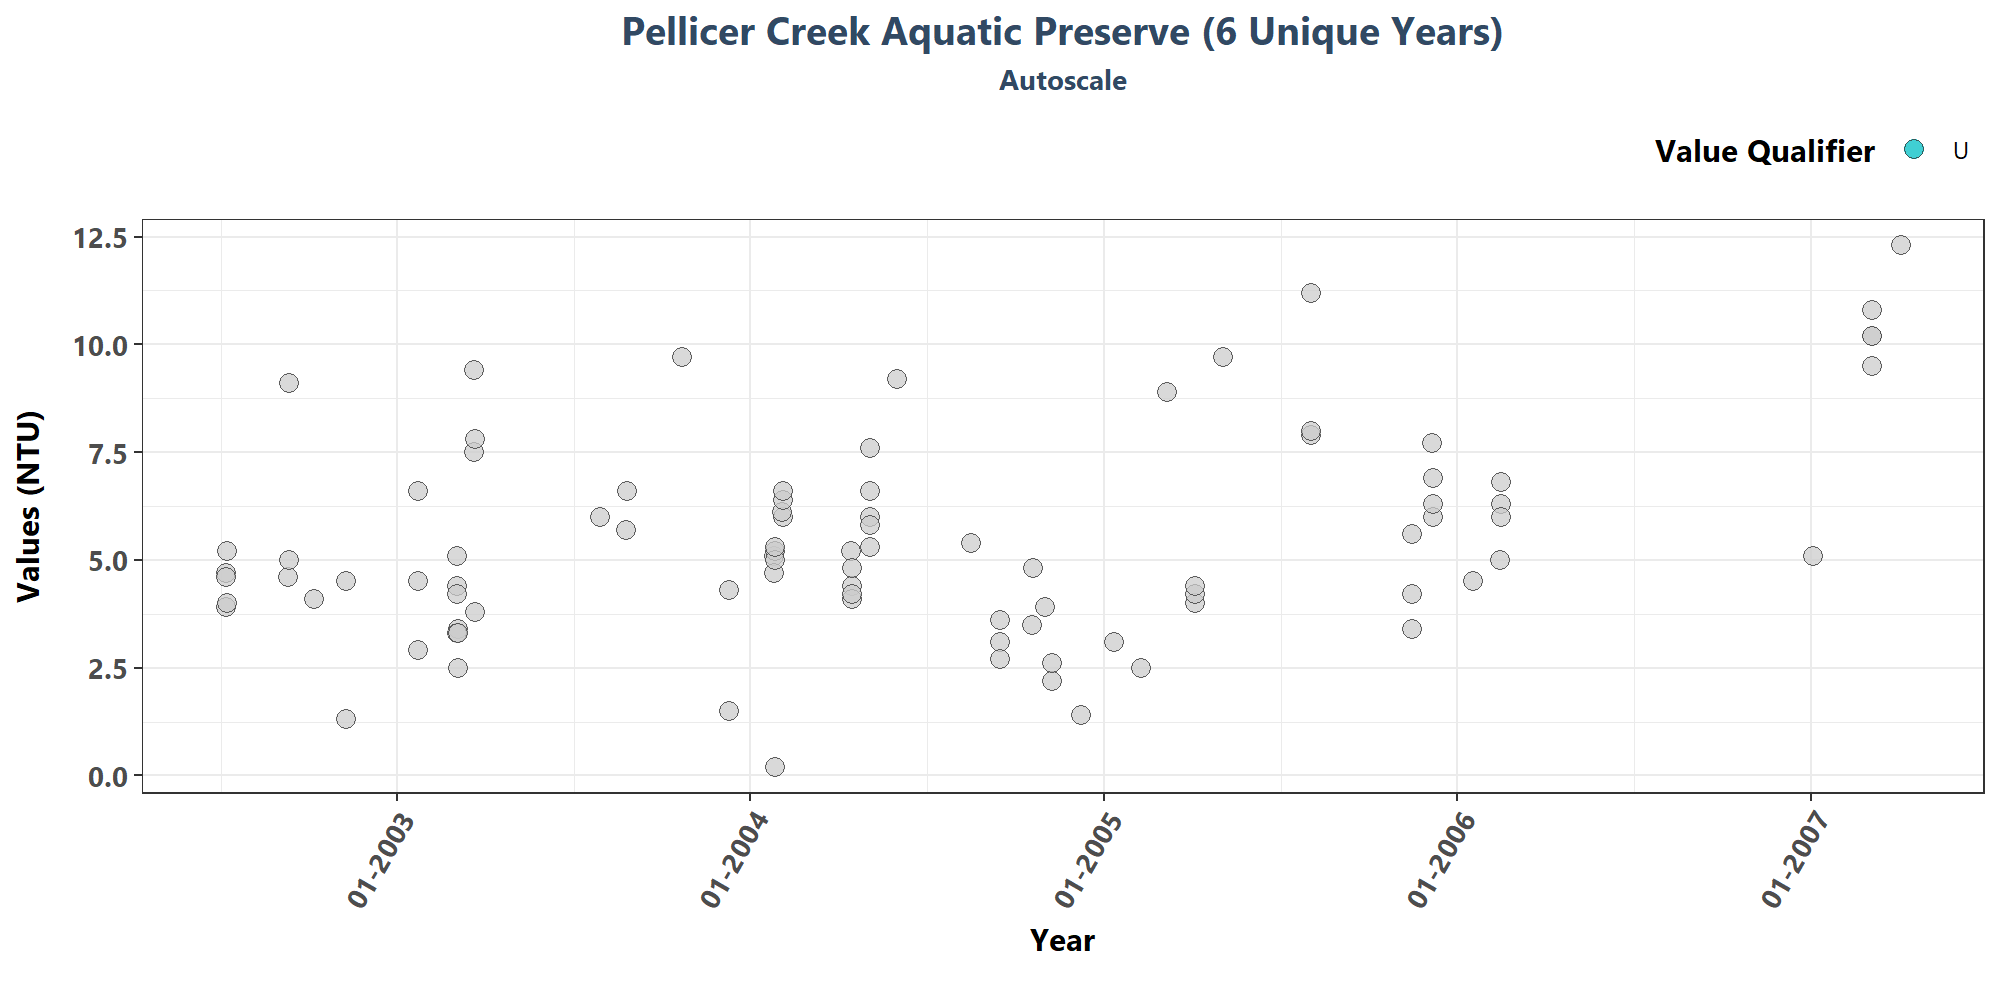 Pellicer Creek Aquatic Preserve (6 Unique Years)
Autoscale
Value Qualifier U
Values (NTU)
12.5
10.0
7.5
5.0
2.5
0.0
01-2003 01-2004 01-2005 01-2006 01-2007
Year